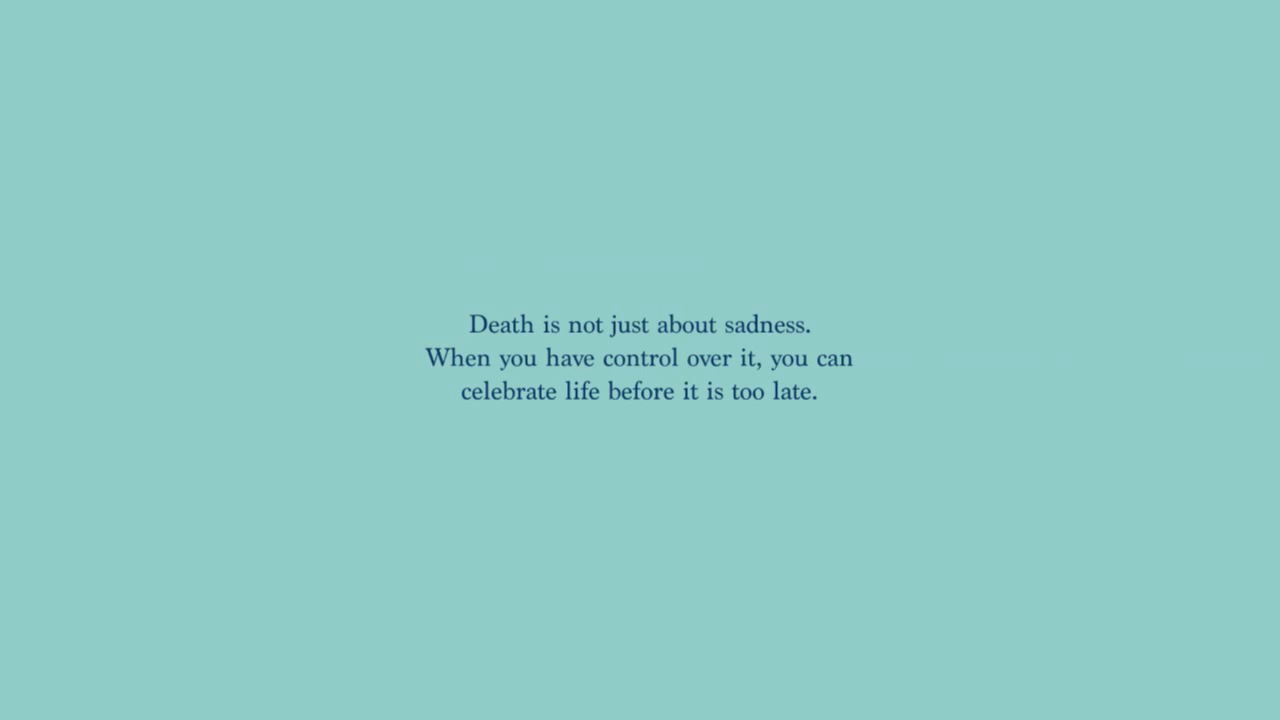 Death is not just about sadness.
When you have control over it, you can
celebrate life before it is too late.